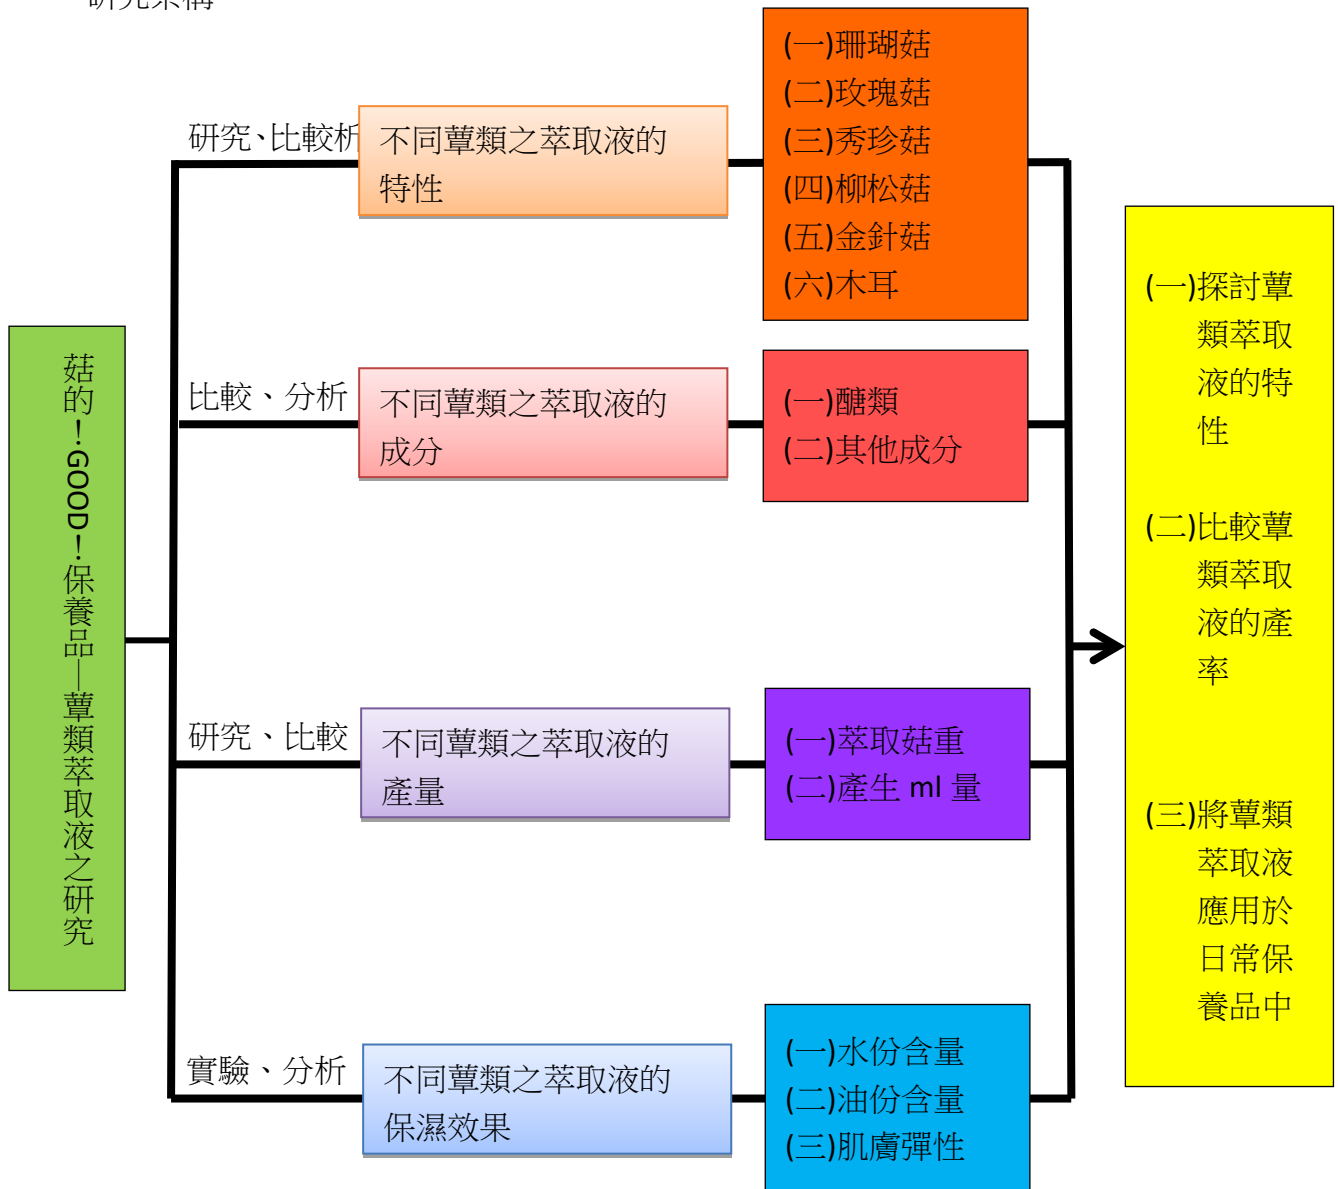 研究架構
菇的！GOOD！保養品—蕈類萃取液之研究
研究、比較析
不同蕈類之萃取液的
特性
(一)珊瑚菇
(二)玫瑰菇
(三)秀珍菇
(四)柳松菇
(五)金針菇
(六)木耳
比較、分析
不同蕈類之萃取液的
成分
(一)醣類
(二)其他成分
研究、比較
不同蕈類之萃取液的
產量
(一)萃取菇重
(二)產生 ml 量
實驗、分析
不同蕈類之萃取液的
保濕效果
(一)水份含量
(二)油份含量
(三)肌膚彈性
(一)探討蕈
類萃取
液的特
性
(二)比較蕈
類萃取
液的產
率
(三)將蕈類
萃取液
應用於
日常保
養品中